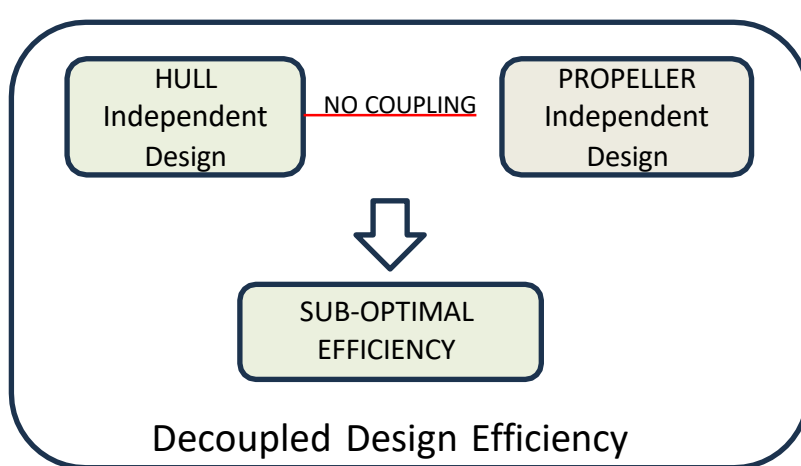 HULL
Independent
Design
NO COUPLING
PROPELLER
Independent
Design
SUB-OPTIMAL
EFFICIENCY
Decoupled Design Efficiency